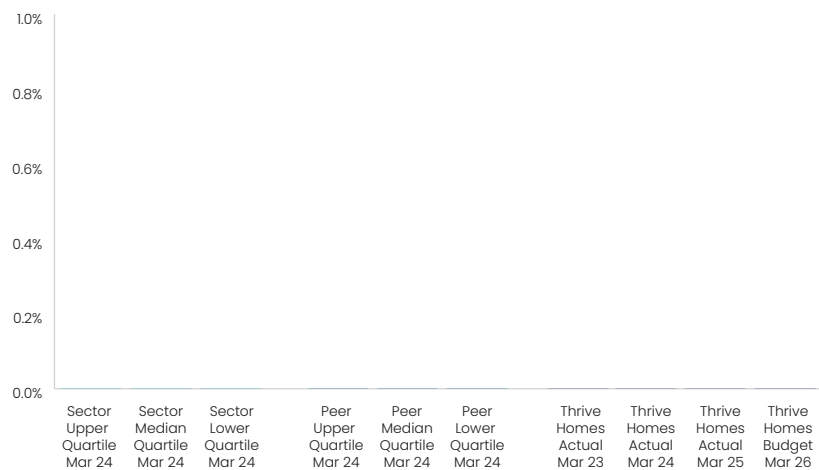 1.0%
0.8%
0.6%
0.4%
0.2%
0.0%
Sector
Upper
Quartile
Mar 24
Sector
Median
Quartile
Mar 24
Sector
Lower
Quartile
Mar 24
Peer
Upper
Quartile
Mar 24
Peer
Median
Quartile
Mar 24
Peer
Lower
Quartile
Mar 24
Thrive
Homes
Actual
Mar 23
Thrive
Homes
Actual
Mar 24
Thrive
Homes
Actual
Mar 25
Thrive
Homes
Budget
Mar 26